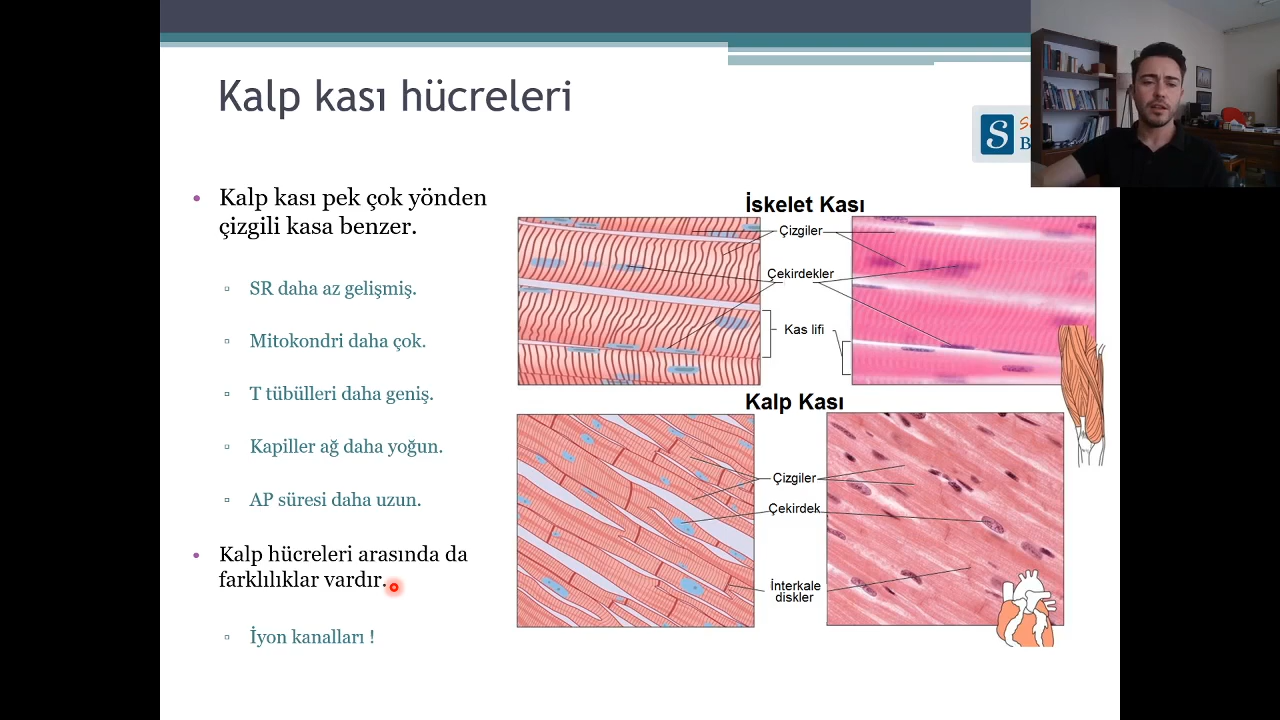 Kalp kası hücreleri
S
B
Kalp kası pek çok yönden
çizgili kasa benzer.
SR daha az gelişmiş.
Mitokondri daha çok.
T tübülleri daha geniş.
Kapiller ağ daha yoğun.
AP süresi daha uzun.
Kalp hücreleri arasında da
farklılıklar vardır.
İyon kanalları !
İskelet Kası
Çizgiler
Çekirdekler
Kas lifi
Kalp Kası
Çizgiler
Çekirdek
İnterkale
diskler